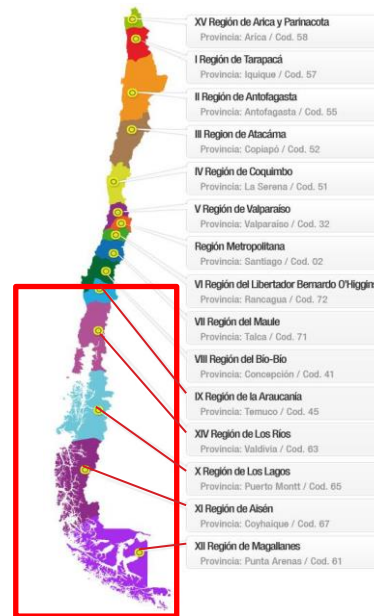 XV Región de Arica y Parinacota
Provincia: Arica / Cod. 58
I Región de Tarapacá
Provincia: Iquique / Cod. 57
II Región de Antofagasta
Provincia: Antofagasta / Cod. 55
III Region de Atacáma
Provincia: Copiapó / Cod. 52
IV Región de Coquimbo
Provincia: La Serena / Cod. 51
V Región de Valparaíso
Provincia: Valparaíso / Cod. 32
Región Metropolitana
Provincia: Santiago / Cod. 02
VI Region del Libertador Bernardo O'Higgins
Provincia: Rancagua / Cod. 72
VII Región del Maule
Provincia: Talca / Cod. 71
VIII Región del Bío-Bío
Provincia: Concepción / Cod. 41
IX Región de la Araucanía
Provincia: Temuco / Cod. 45
XIV Región de Los Ríos
Provincia: Valdivia / Cod. 63
X Región de Los Lagos
Provincia: Puerto Montt / Cod. 65
XI Región de Aisén
Provincia: Coyhaique / Cod. 67
XII Región de Magallanes
Provincia: Punta Arenas / Cod. 61